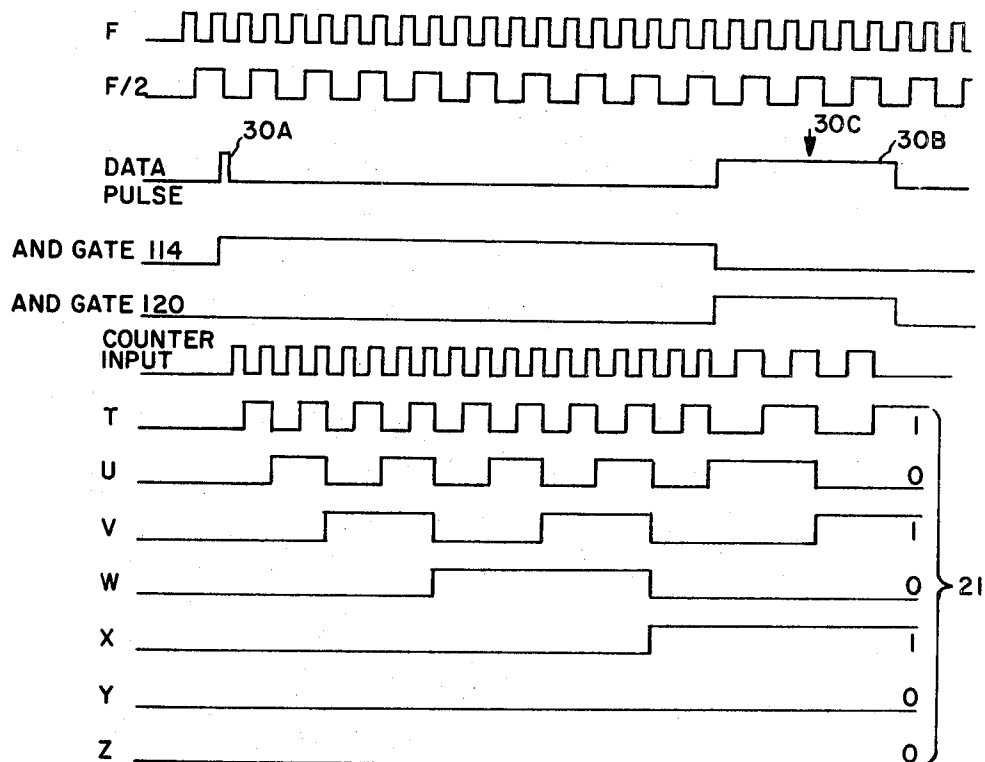 F
F/2
30A
30C
30B
DATA
PULSE
AND GATE 114
AND GATE 120
COUNTER
INPUT
T 1
U 0
V 1
W 0
21
X 1
Y 0
Z 0